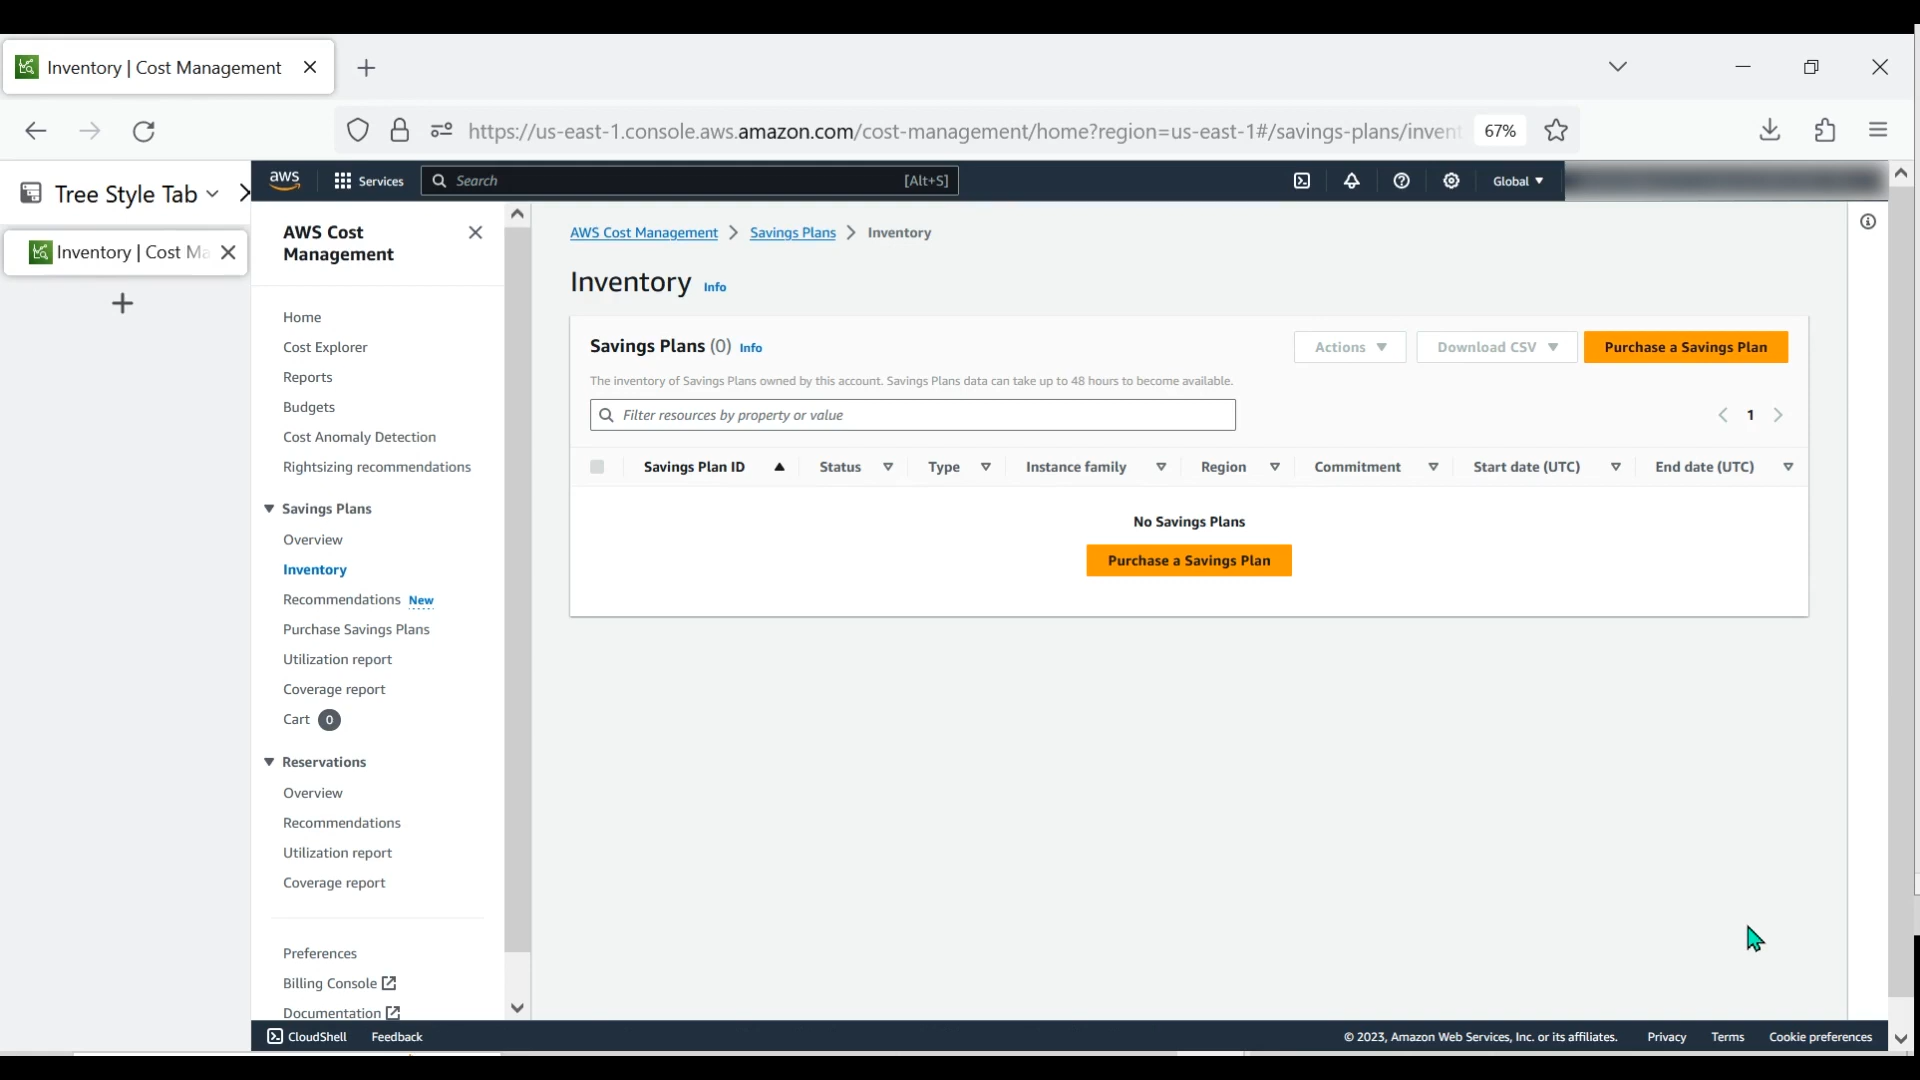 Inventory | Cost Management
https://us-east-1.console.aws.amazon.com/cost-management/home?region=us-east-1#/savings-plans/invent
67%
Tree Style Tab
Inventory | Cost Ma
aws
Services
Search
[Alt+S]
Global
AWS Cost
Management
Home
Cost Explorer
Reports
Budgets
Cost Anomaly Detection
Rightsizing recommendations
Savings Plans
Overview
Inventory
Recommendations New
Purchase Savings Plans
Utilization report
Coverage report
Cart 0
Reservations
Overview
Recommendations
Utilization report
Coverage report
Preferences
Billing Console
Documentation
AWS Cost Management > Savings Plans > Inventory
Inventory Info
Savings Plans (0) Info
Actions
Download CSV
Purchase a Savings Plan
The inventory of Savings Plans owned by this account. Savings Plans data can take up to 48 hours to become available.
Filter resources by property or value
1
Savings Plan ID Status Type Instance family Region Commitment Start date (UTC) End date (UTC)
No Savings Plans
Purchase a Savings Plan
CloudShell Feedback
© 2023, Amazon Web Services, Inc. or its affiliates. Privacy Terms Cookie preferences